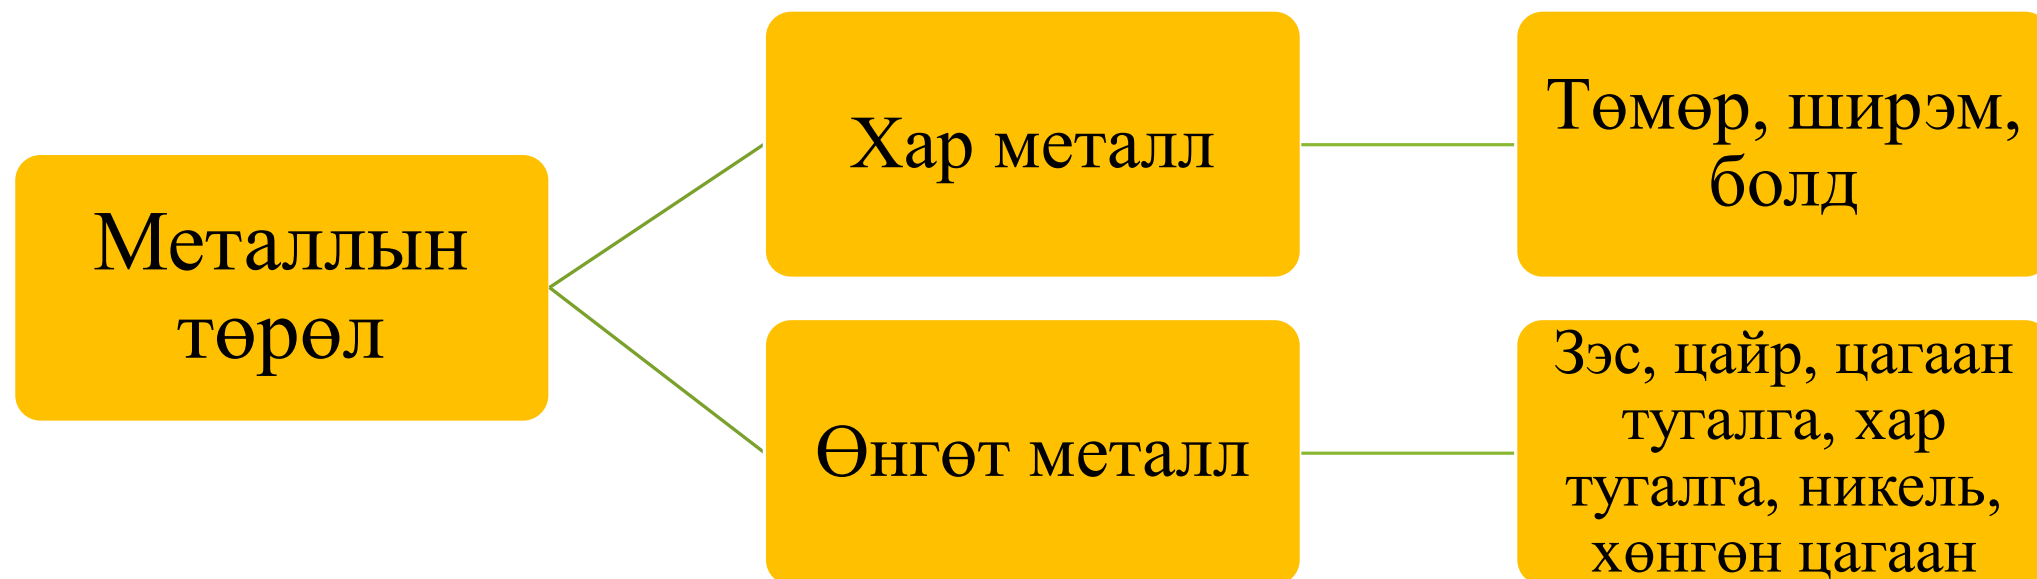 Металлын
төрөл
Хар металл
Төмөр, ширэм,
болд
Өнгөт металл
Зэс, цайр, цагаан
тугалга, хар
тугалга, никель,
хөнгөн цагаан